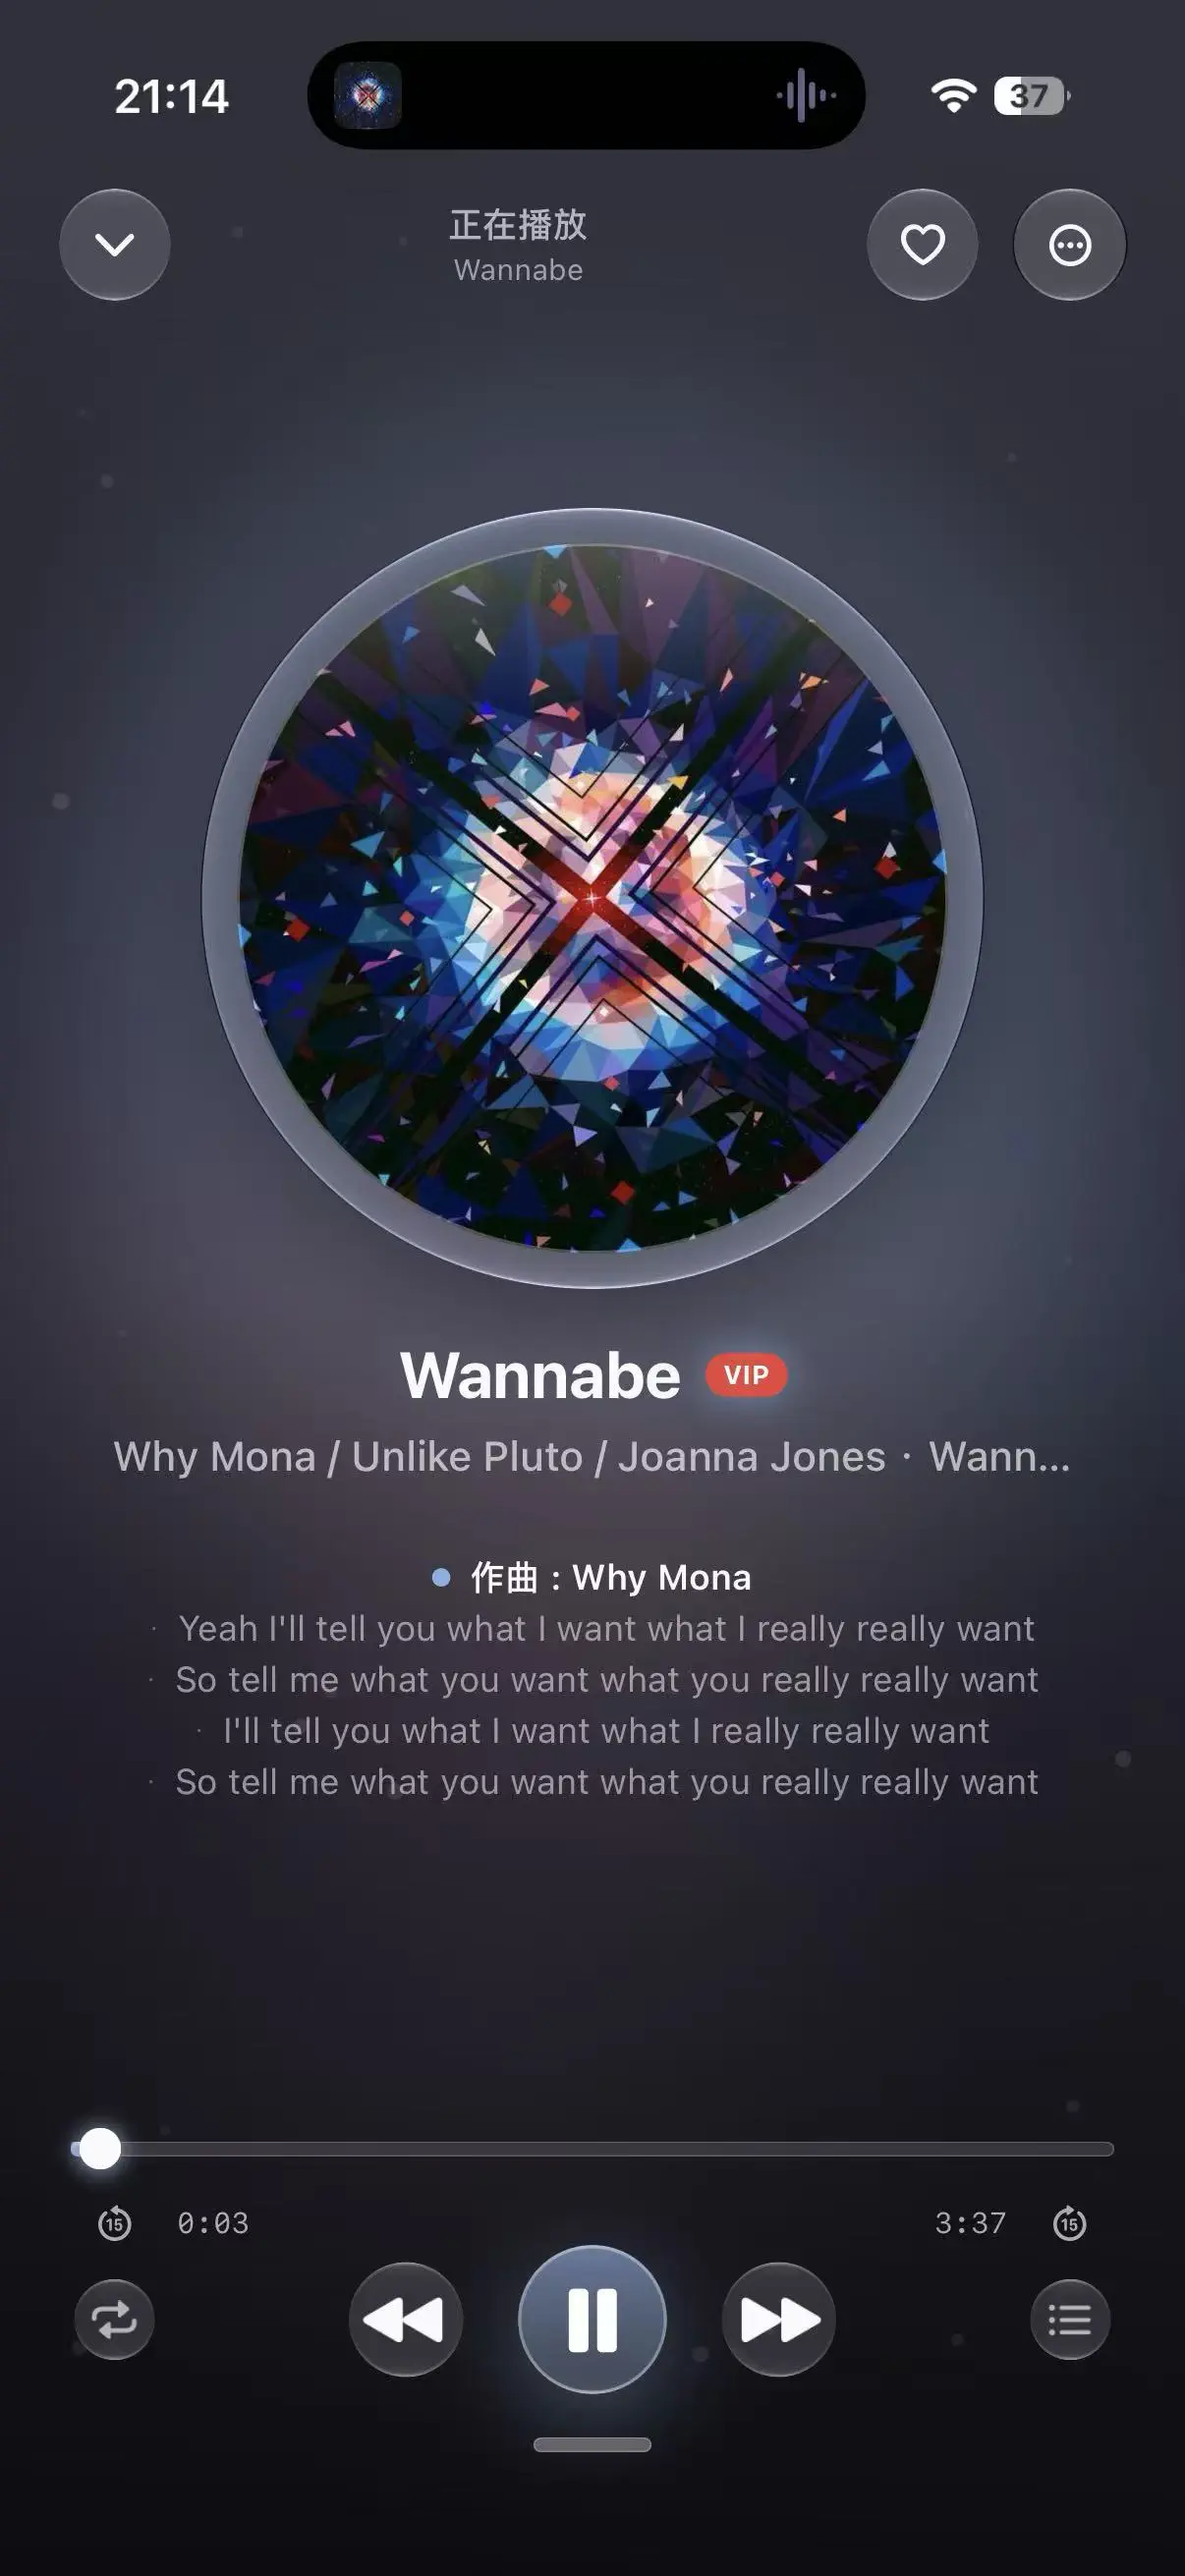 21:14
37
正在播放
Wannabe
Wannabe VIP
Why Mona / Unlike Pluto / Joanna Jones · Wann...
作曲 : Why Mona
· Yeah I'll tell you what I want what I really really want
· So tell me what you want what you really really want
· I'll tell you what I want what I really really want
· So tell me what you want what you really really want
15 0:03 3:37 15